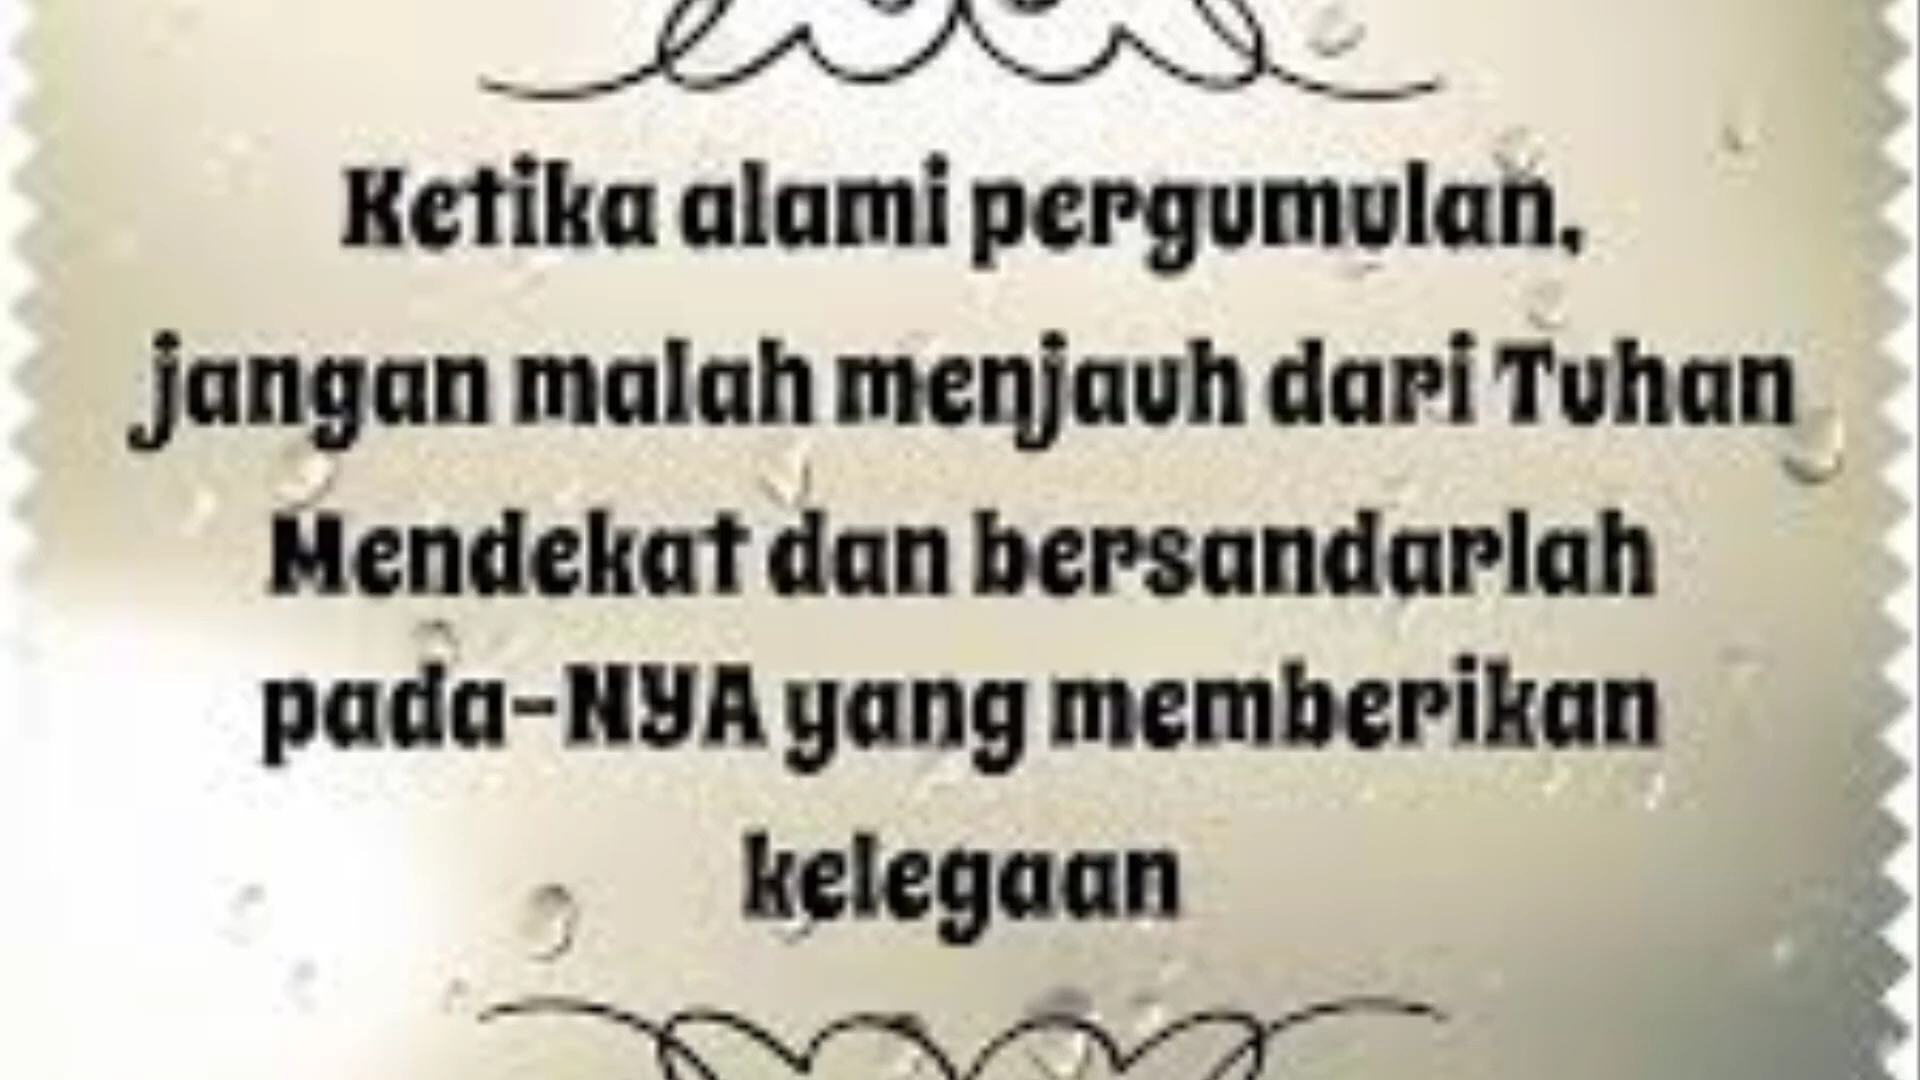 Ketika alami pergumulan,
jangan malah menjauh dari Tuhan
Mendekat dan bersandarlah
pada-NYA yang memberikan
kelegaan